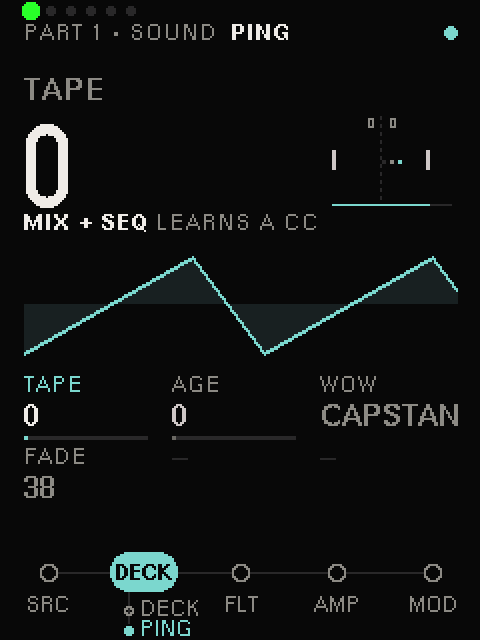 PART 1 · SOUND PING
TAPE
0
MIX + SEQ LEARNS A CC
TAPE AGE WOW
0 0 CAPSTAN
FADE — —
38
DECK
SRC DECK FLT AMP MOD
PING